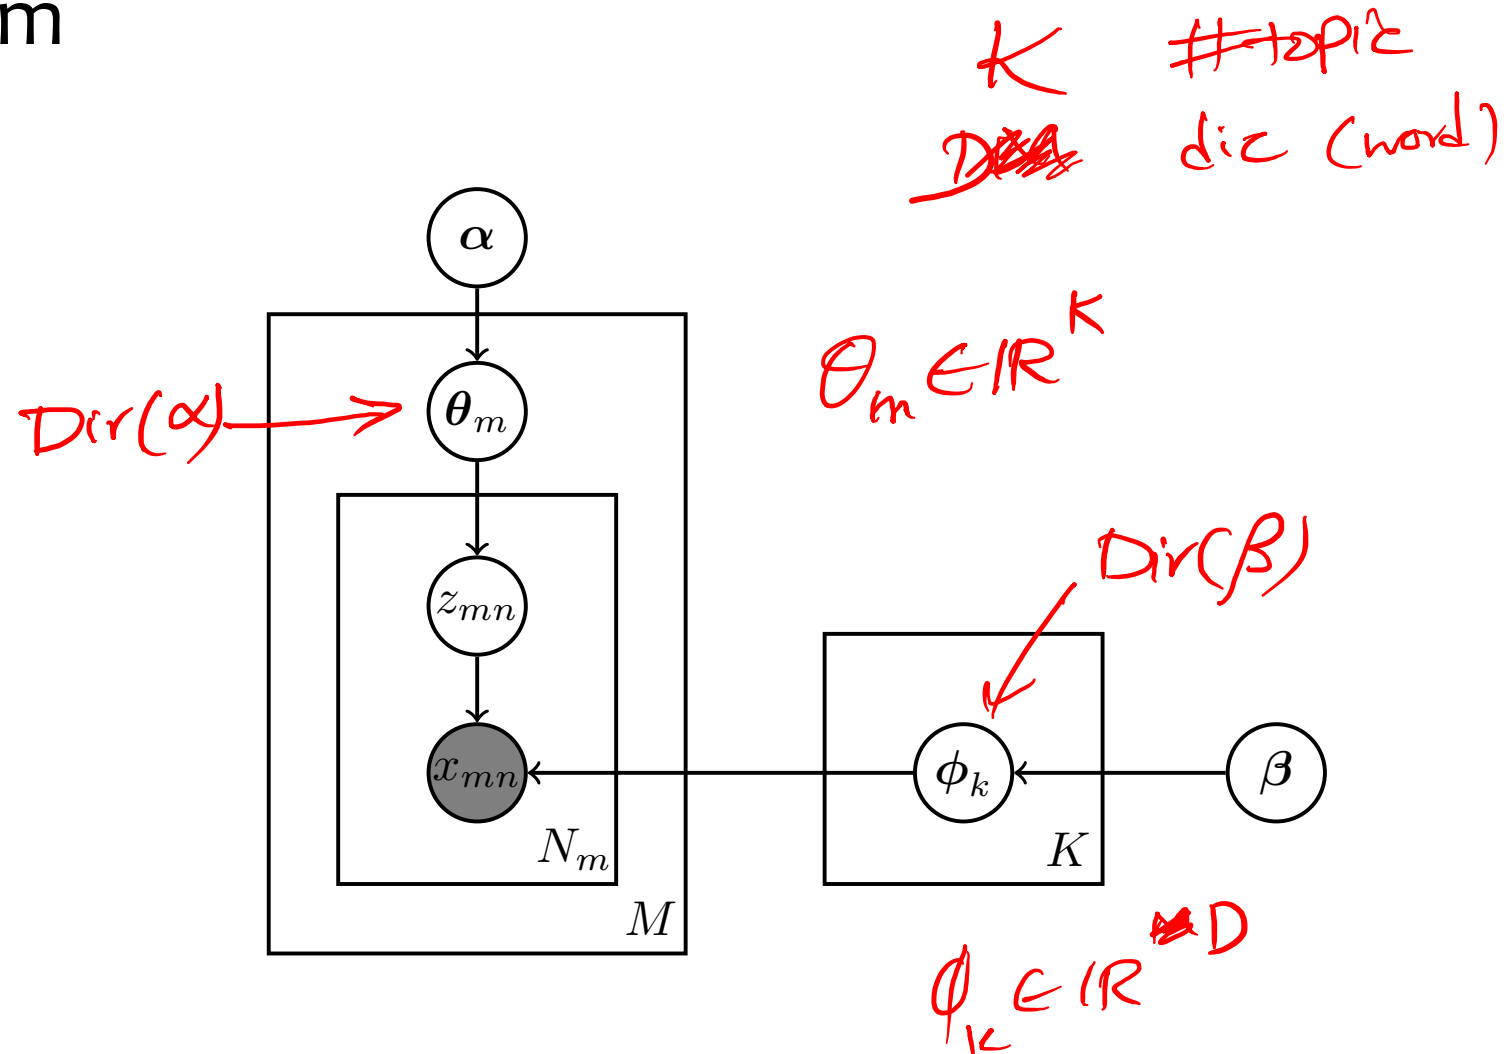 m
K #topic
D dic (word)
α
θ_m ∈ ℝ^K
Dir(α)
θ_m
Dir(β)
z_mn
x_mn
ϕ_k
β
N_m
K
M
ϕ_k ∈ ℝ^D